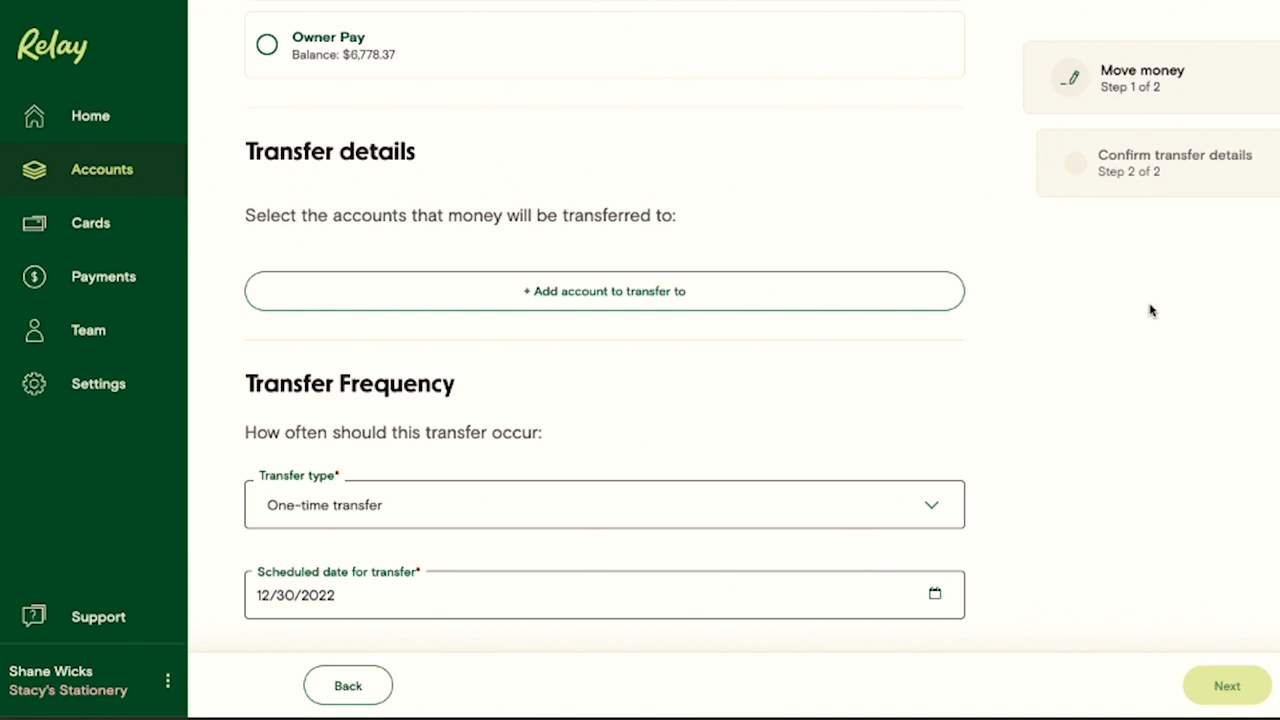 Relay
Home
Accounts
Cards
Payments
Team
Settings
Support
Shane Wicks
Stacy's Stationery
Owner Pay
Balance: $6,778.37
Transfer details
Select the accounts that money will be transferred to:
+ Add account to transfer to
Transfer Frequency
How often should this transfer occur:
Transfer type*
One-time transfer
Scheduled date for transfer*
12/30/2022
Back
Next
Move money
Step 1 of 2
Confirm transfer details
Step 2 of 2